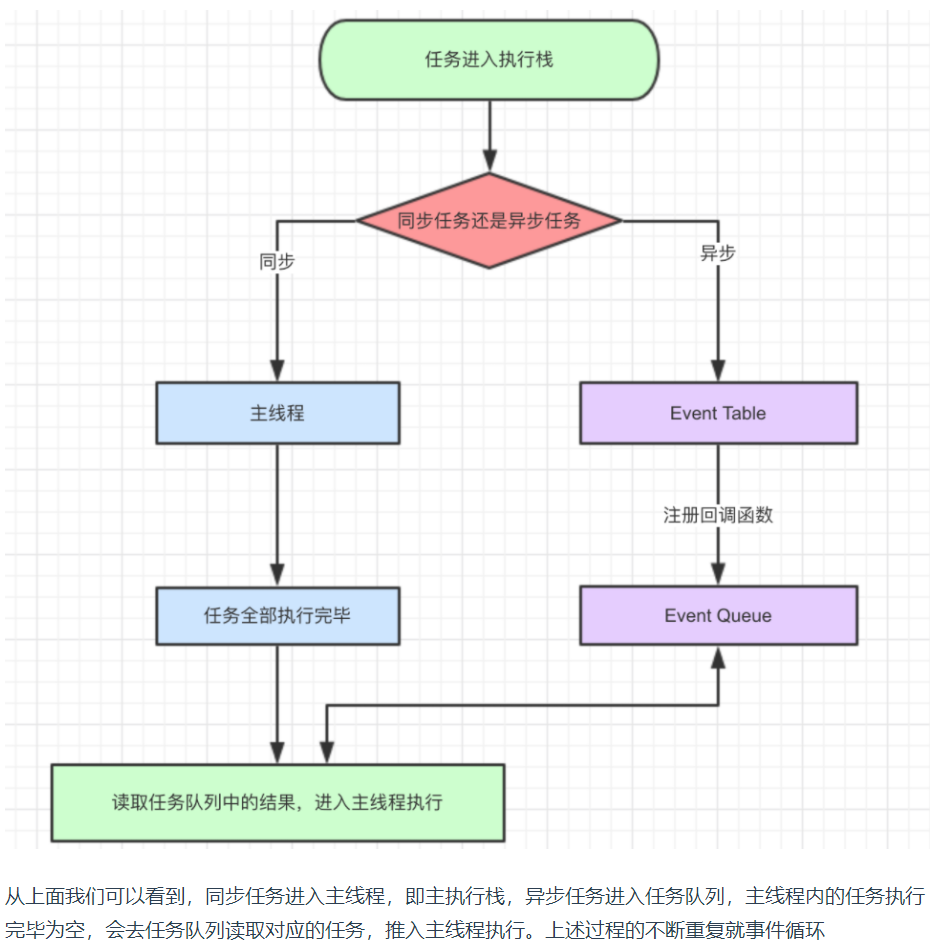 任务进入执行栈
同步任务还是异步任务
同步
异步
主线程
Event Table
注册回调函数
任务全部执行完毕
Event Queue
读取任务队列中的结果，进入主线程执行
从上面我们可以看到，同步任务进入主线程，即主执行栈，异步任务进入任务队列，主线程内的任务执行
完毕为空，会去任务队列读取对应的任务，推入主线程执行。上述过程的不断重复就事件循环